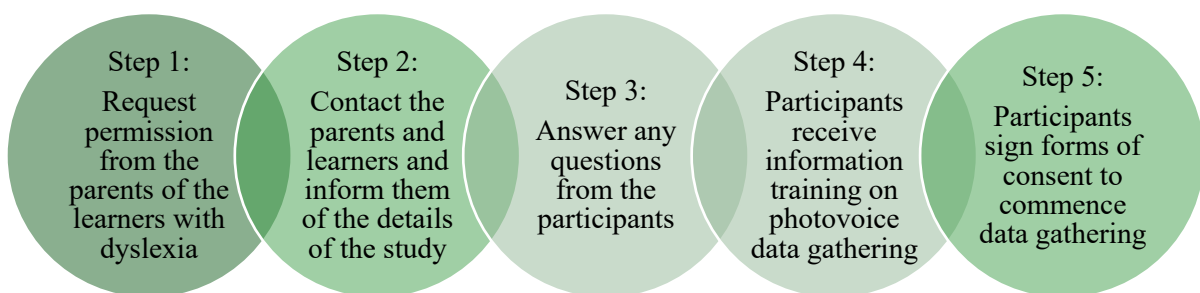 Step 1:
Request
permission
from the
parents of the
learners with
dyslexia
Step 2:
Contact the
parents and
learners and
inform them
of the details
of the study
Step 3:
Answer any
questions
from the
participants
Step 4:
Participants
receive
information
training on
photovoice
data gathering
Step 5:
Participants
sign forms of
consent to
commence
data gathering